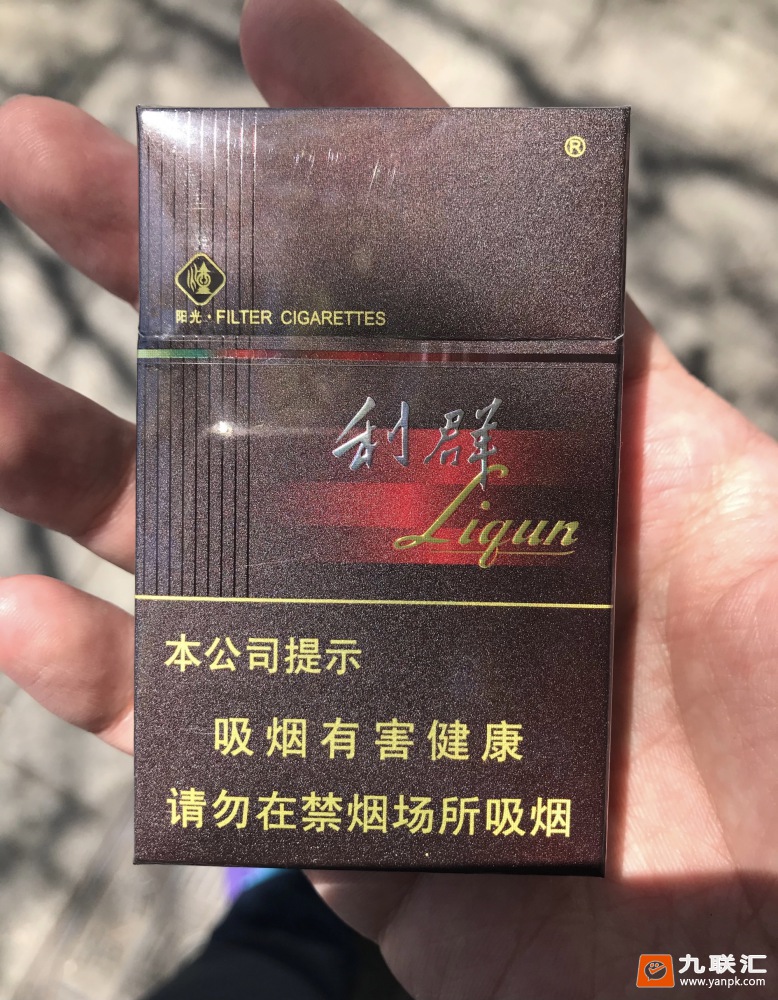 ®
阳光·FILTER CIGARETTES
利群
Liqun
本公司提示
吸烟有害健康
请勿在禁烟场所吸烟
九联汇
www.yanpk.com